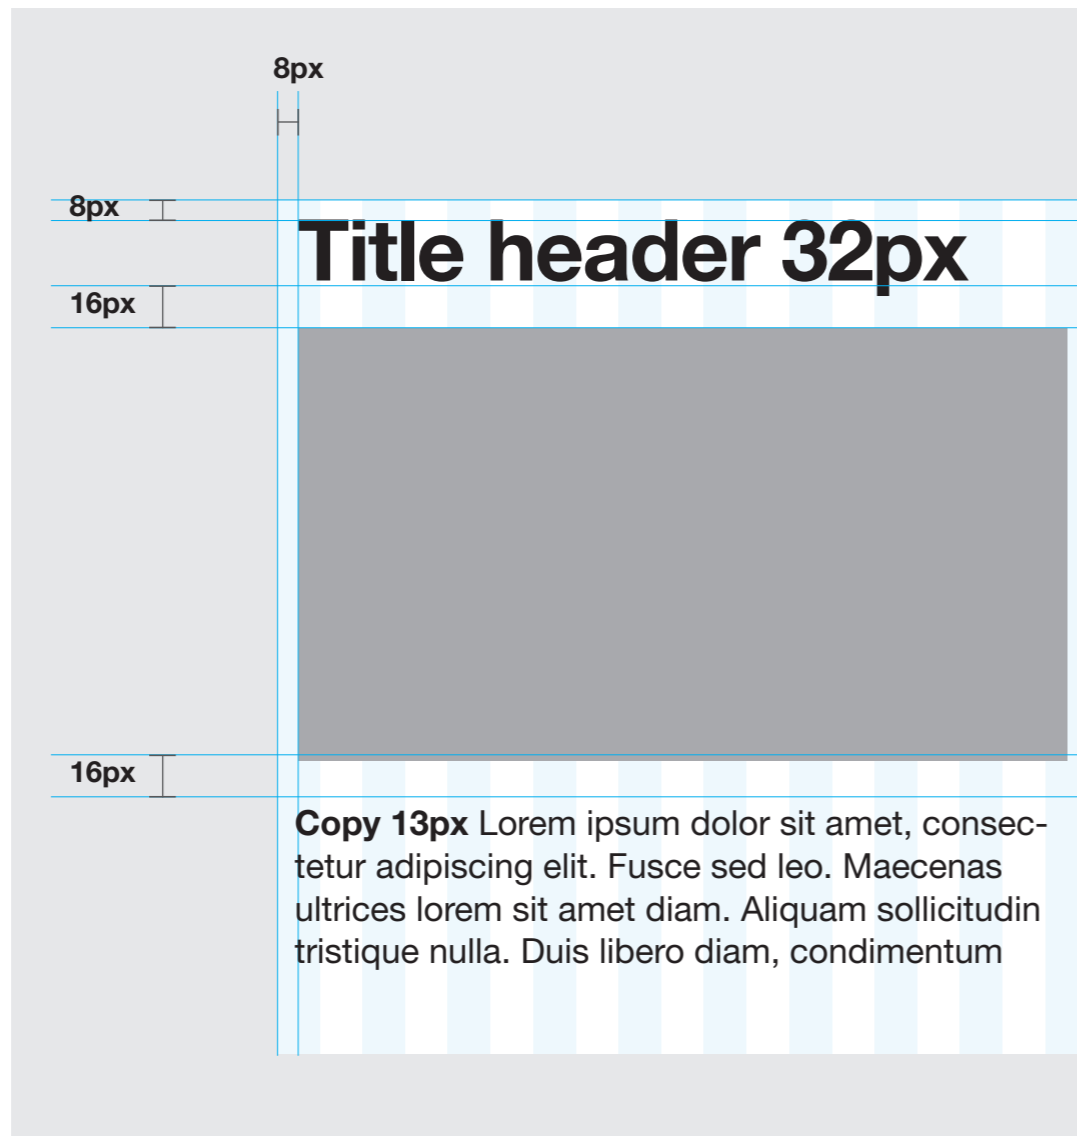 8px
8px
Title header 32px
16px
16px
Copy 13px Lorem ipsum dolor sit amet, consec-
tetur adipiscing elit. Fusce sed leo. Maecenas
ultrices lorem sit amet diam. Aliquam sollicitudin
tristique nulla. Duis libero diam, condimentum